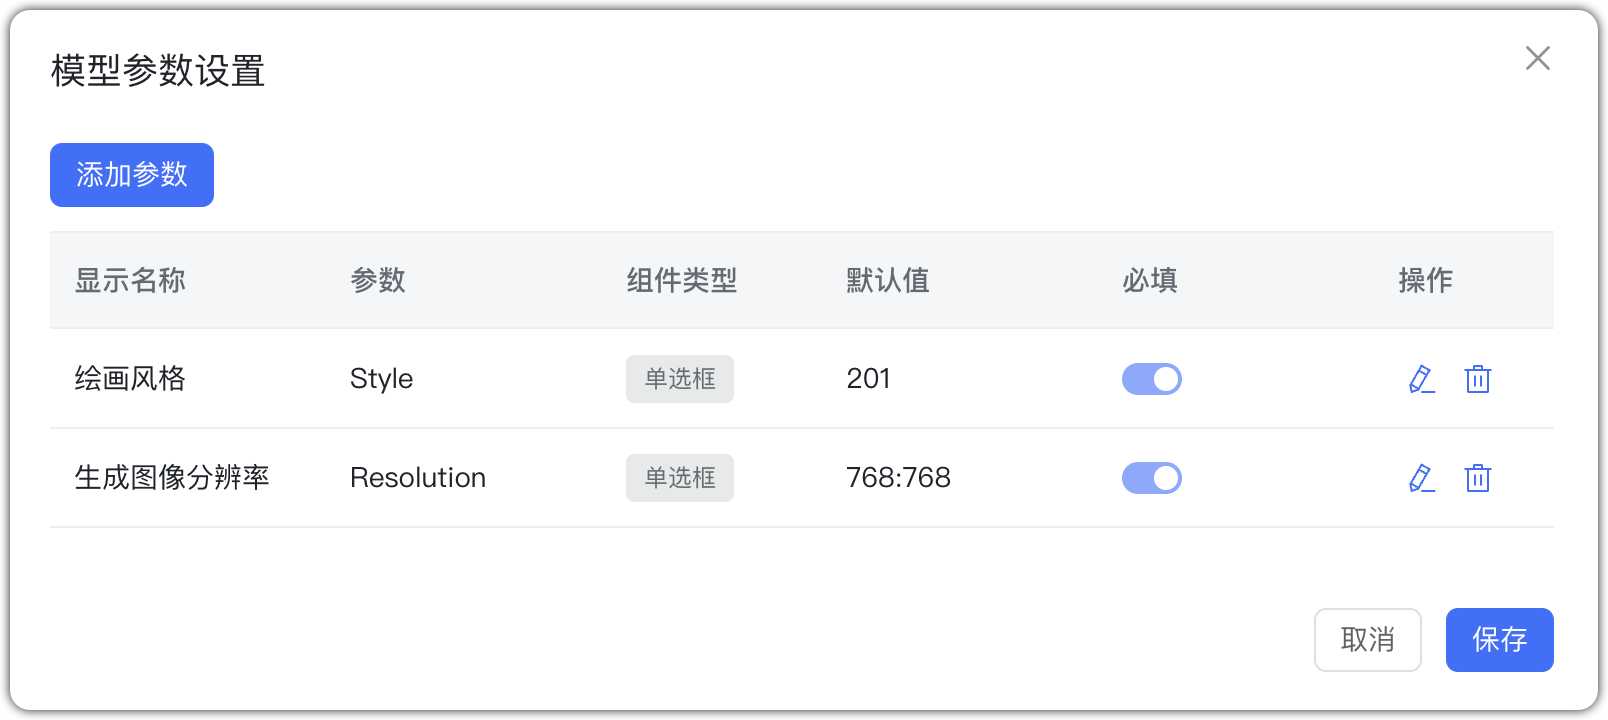 模型参数设置
添加参数
显示名称 参数 组件类型 默认值 必填 操作
绘画风格 Style 单选框 201
生成图像分辨率 Resolution 单选框 768:768
取消 保存